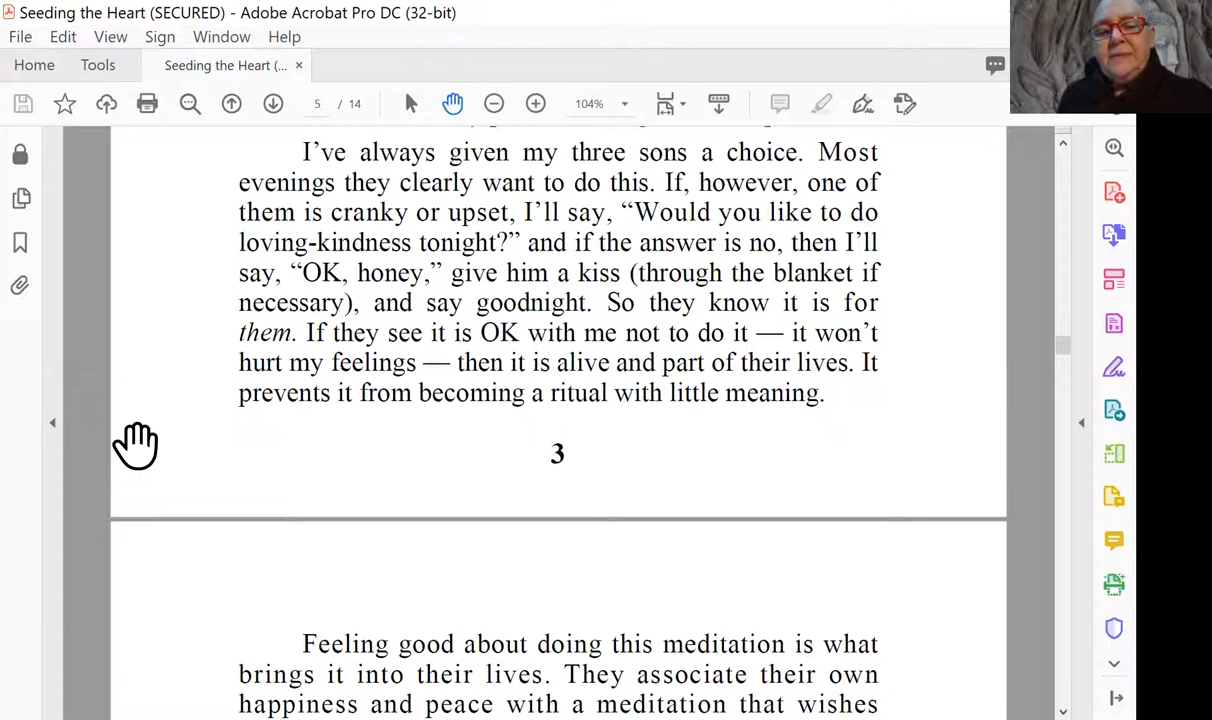 Seeding the Heart (SECURED) - Adobe Acrobat Pro DC (32-bit)
File Edit View Sign Window Help
Home Tools Seeding the Heart (... ×
5 / 14 104%
I’ve always given my three sons a choice. Most
evenings they clearly want to do this. If, however, one of
them is cranky or upset, I’ll say, “Would you like to do
loving-kindness tonight?” and if the answer is no, then I’ll
say, “OK, honey,” give him a kiss (through the blanket if
necessary), and say goodnight. So they know it is for
them. If they see it is OK with me not to do it — it won’t
hurt my feelings — then it is alive and part of their lives. It
prevents it from becoming a ritual with little meaning.
3
Feeling good about doing this meditation is what
brings it into their lives. They associate their own
happiness and peace with a meditation that wishes